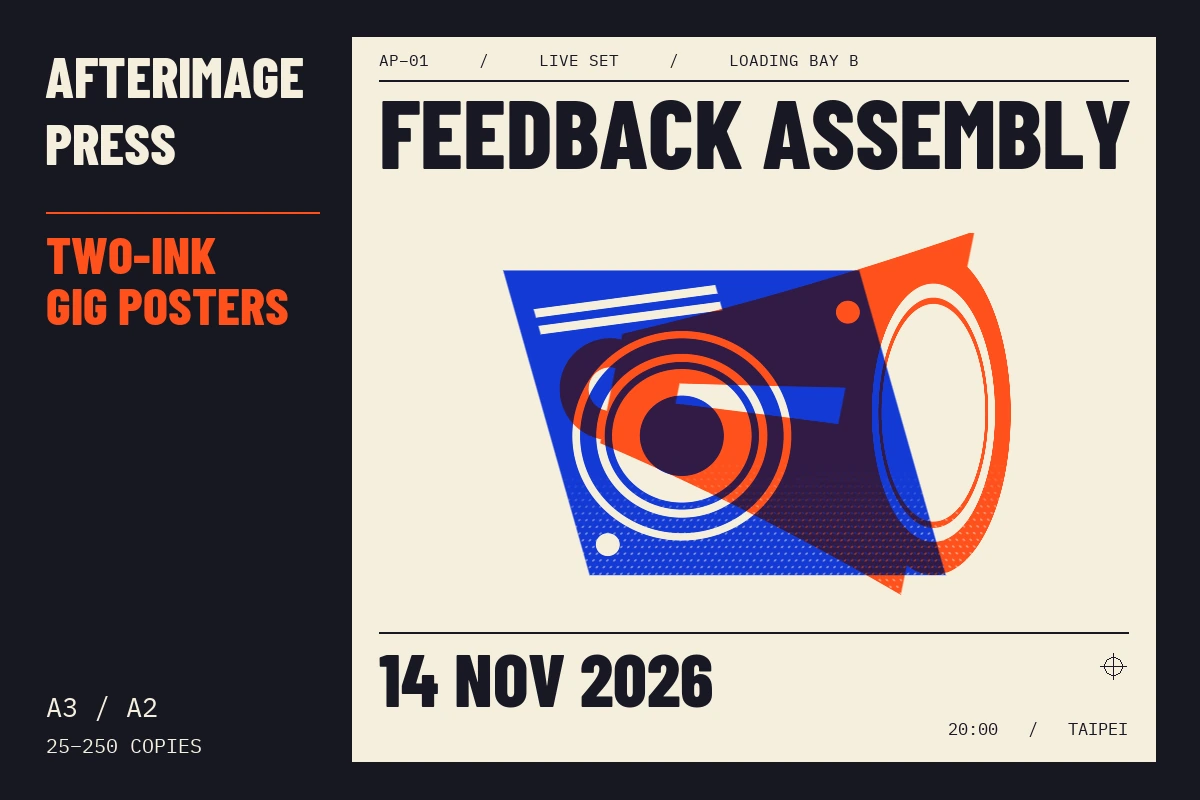 AFTERIMAGE
PRESS
TWO-INK
GIG POSTERS
A3 / A2
25–250 COPIES
AP–01 / LIVE SET / LOADING BAY B
FEEDBACK ASSEMBLY
14 NOV 2026
20:00 / TAIPEI